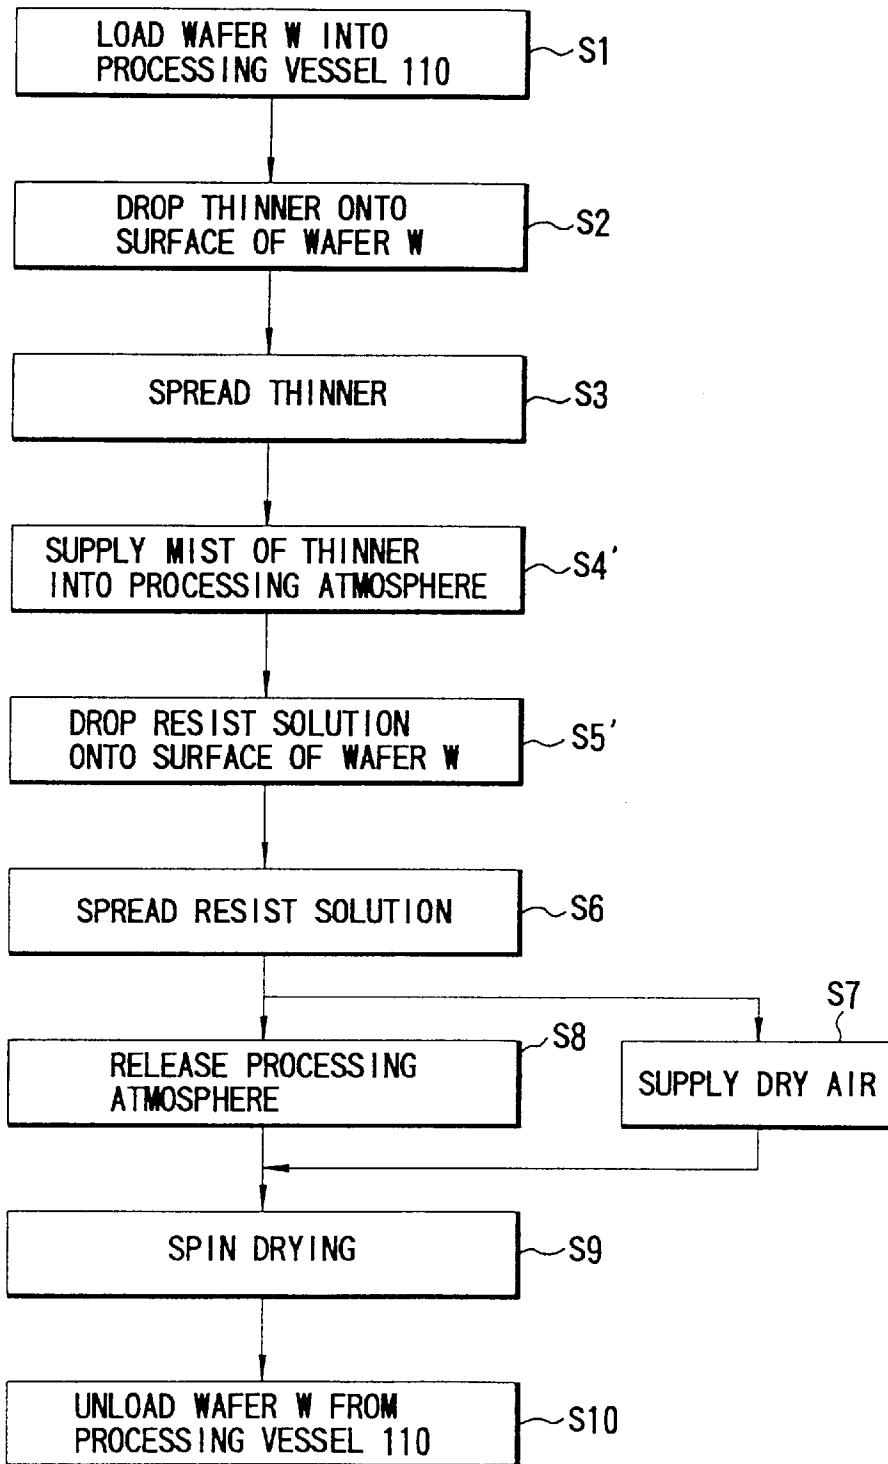 LOAD WAFER W INTO
PROCESSING VESSEL 110
S1
DROP THINNER ONTO
SURFACE OF WAFER W
S2
SPREAD THINNER
S3
SUPPLY MIST OF THINNER
INTO PROCESSING ATMOSPHERE
S4'
DROP RESIST SOLUTION
ONTO SURFACE OF WAFER W
S5'
SPREAD RESIST SOLUTION
S6
RELEASE PROCESSING
ATMOSPHERE
S8
S7
SUPPLY DRY AIR
SPIN DRYING
S9
UNLOAD WAFER W FROM
PROCESSING VESSEL 110
S10